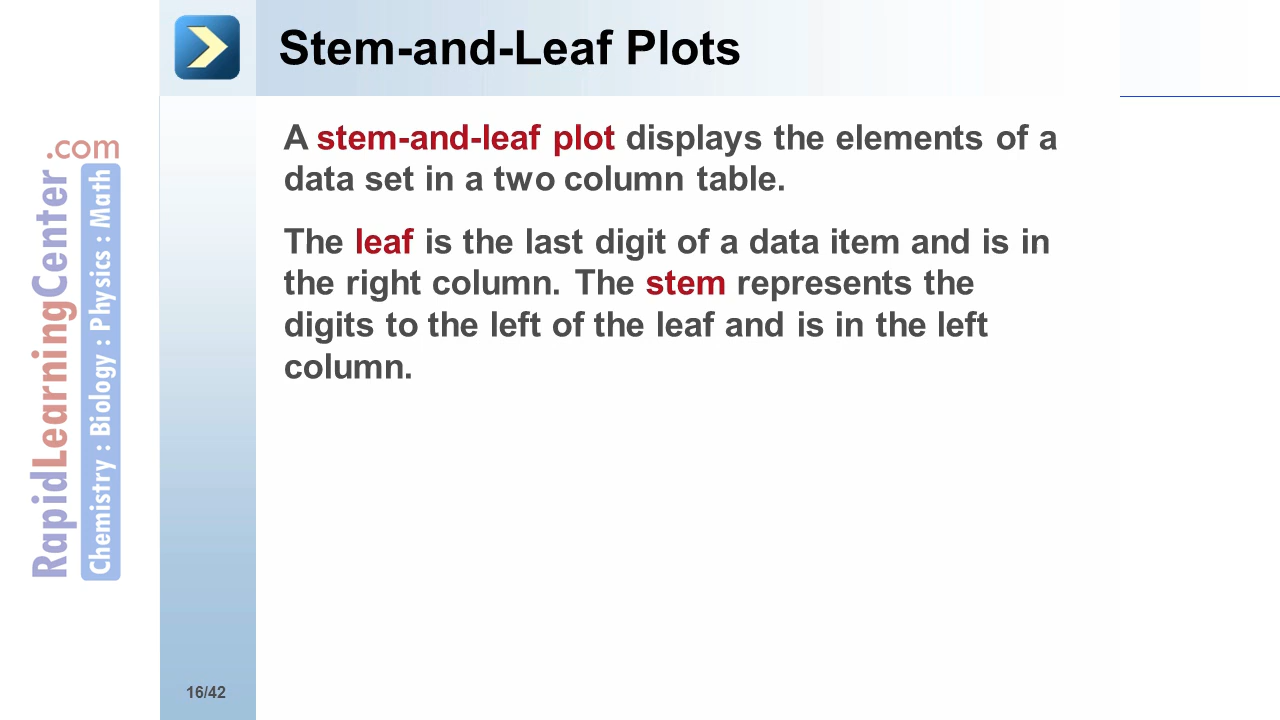 Stem-and-Leaf Plots
A stem-and-leaf plot displays the elements of a
data set in a two column table.
The leaf is the last digit of a data item and is in
the right column. The stem represents the
digits to the left of the leaf and is in the left
column.
RapidLearningCenter.com
Chemistry : Biology : Physics : Math
16/42